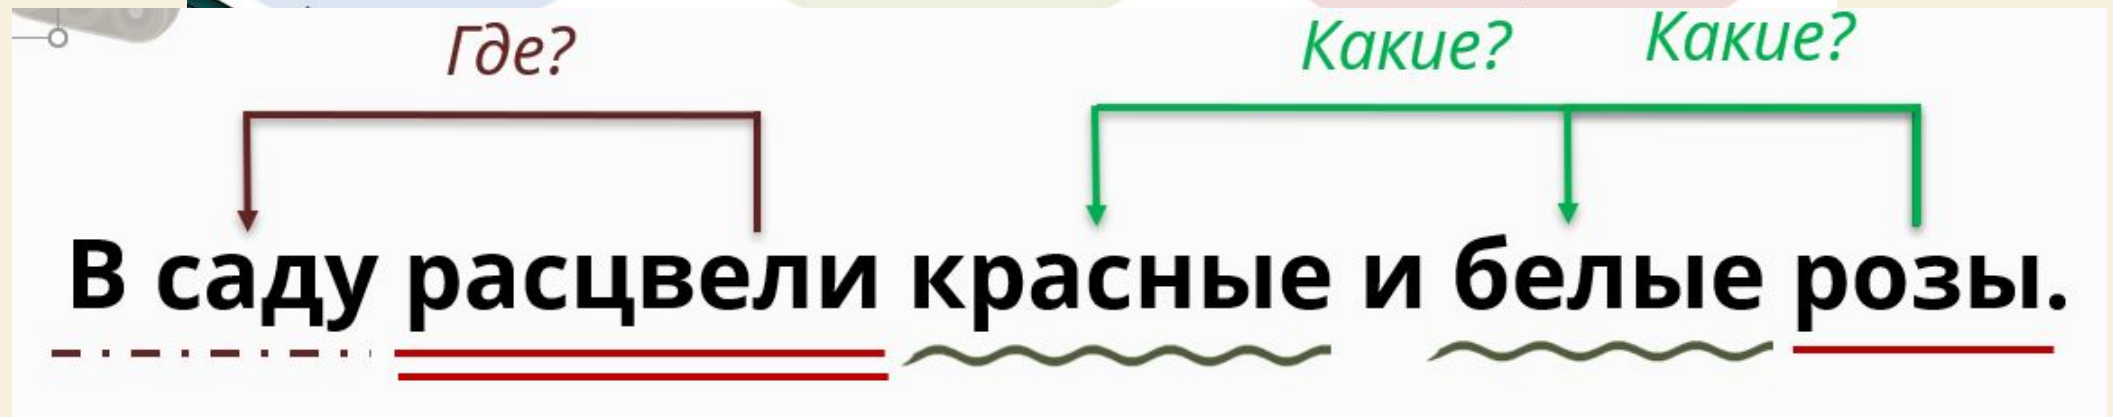 Где? Какие? Какие?
В саду расцвели красные и белые розы.